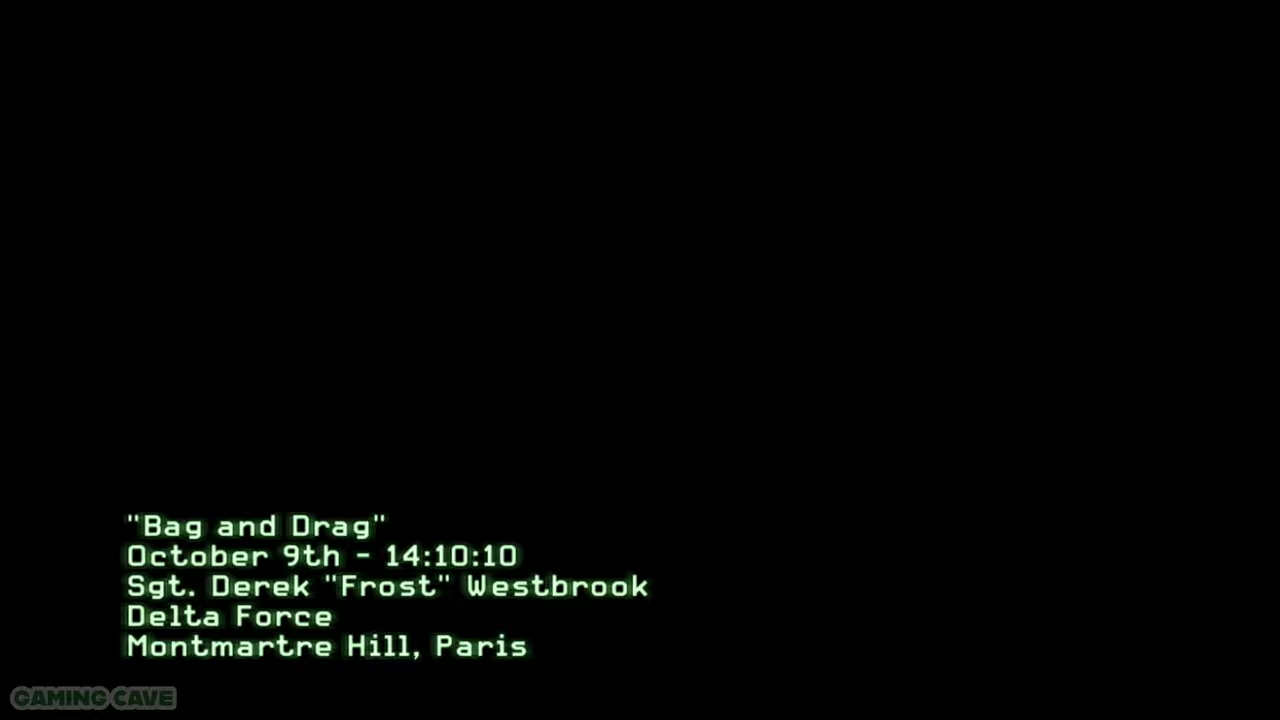 "Bag and Drag"
October 9th - 14:10:10
Sgt. Derek "Frost" Westbrook
Delta Force
Montmartre Hill, Paris
GAMING CAVE